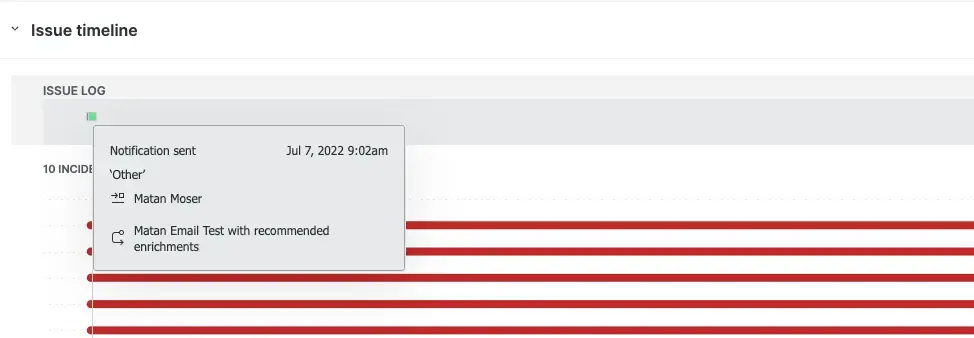 Issue timeline
ISSUE LOG
Notification sent Jul 7, 2022 9:02am
‘Other’
10 INCIDE
Matan Moser
Matan Email Test with recommended
enrichments